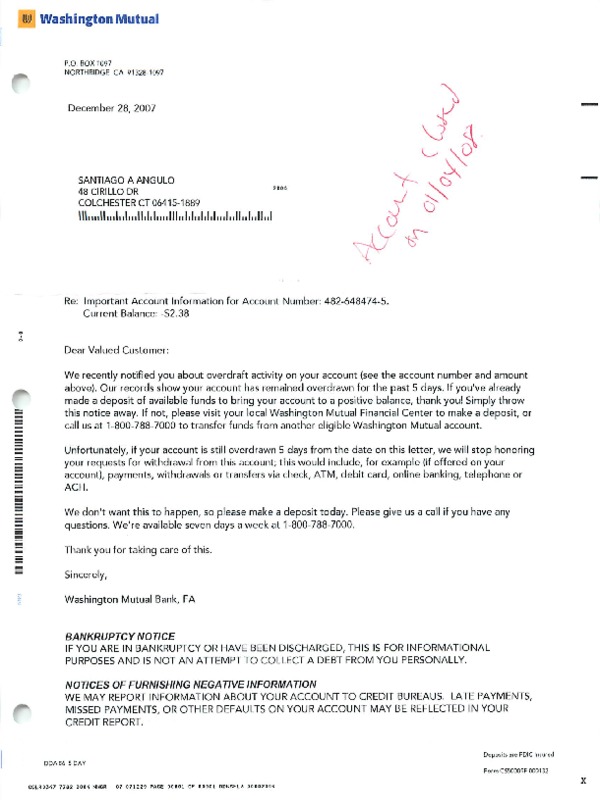 Washington Mutual
P.O. BOX 1097
NORTHRIDGE CA 91328-1097
December 28, 2007
Account Closed
on 01/04/08
SANTIAGO A ANGULO
48 CIRILLO DR
COLCHESTER CT 06415-1889
Re: Important Account Information for Account Number: 482-648474-5.
Current Balance: -$2.38
Dear Valued Customer:
We recently notified you about overdraft activity on your account (see the account number and amount
above). Our records show your account has remained overdrawn for the past 5 days. If you've already
made a deposit of available funds to bring your account to a positive balance, thank you! Simply throw
this notice away. If not, please visit your local Washington Mutual Financial Center to make a deposit, or
call us at 1-800-788-7000 to transfer funds from another eligible Washington Mutual account.
Unfortunately, if your account is still overdrawn 5 days from the date on this letter, we will stop honoring
your requests for withdrawal from this account; this would include, for example (if offered on your
account), payments, withdrawals or transfers via check, ATM, debit card, online banking, telephone or
ACH.
We don't want this to happen, so please make a deposit today. Please give us a call if you have any
questions. We're available seven days a week at 1-800-788-7000.
Thank you for taking care of this.
Sincerely,
Washington Mutual Bank, FA
BANKRUPTCY NOTICE
IF YOU ARE IN BANKRUPTCY OR HAVE BEEN DISCHARGED, THIS IS FOR INFORMATIONAL
PURPOSES AND IS NOT AN ATTEMPT TO COLLECT A DEBT FROM YOU PERSONALLY.
NOTICES OF FURNISHING NEGATIVE INFORMATION
WE MAY REPORT INFORMATION ABOUT YOUR ACCOUNT TO CREDIT BUREAUS. LATE PAYMENTS,
MISSED PAYMENTS, OR OTHER DEFAULTS ON YOUR ACCOUNT MAY BE REFLECTED IN YOUR
CREDIT REPORT.
Deposits are FDIC Insured
X